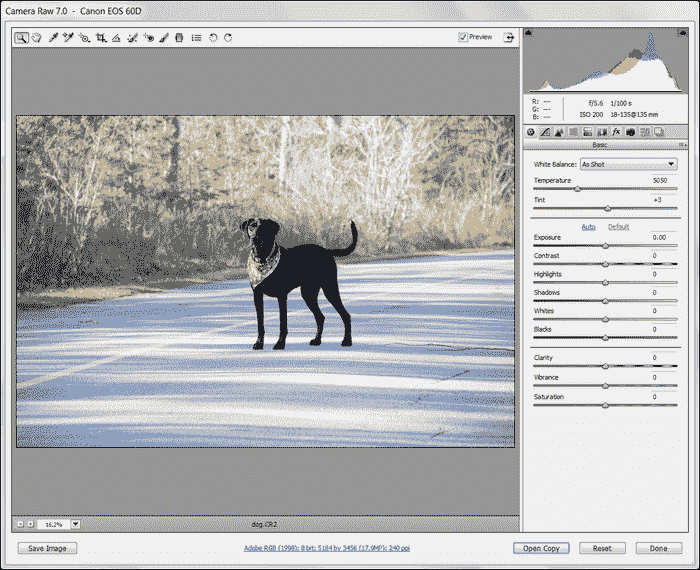 Camera Raw 7.0 - Canon EOS 60D
Preview
R: ---
G: ---
B: ---
f/5.6 1/100 s
ISO 200 18-135@135 mm
fx
Basic
White Balance: As Shot
Temperature 5050
Tint +3
Auto Default
Exposure 0.00
Contrast 0
Highlights 0
Shadows 0
Whites 0
Blacks 0
Clarity 0
Vibrance 0
Saturation 0
16.2%
dog.CR2
Save Image
Adobe RGB (1998); 8 bit; 5184 by 3456 (17.9MP); 240 ppi
Open Copy
Reset
Done